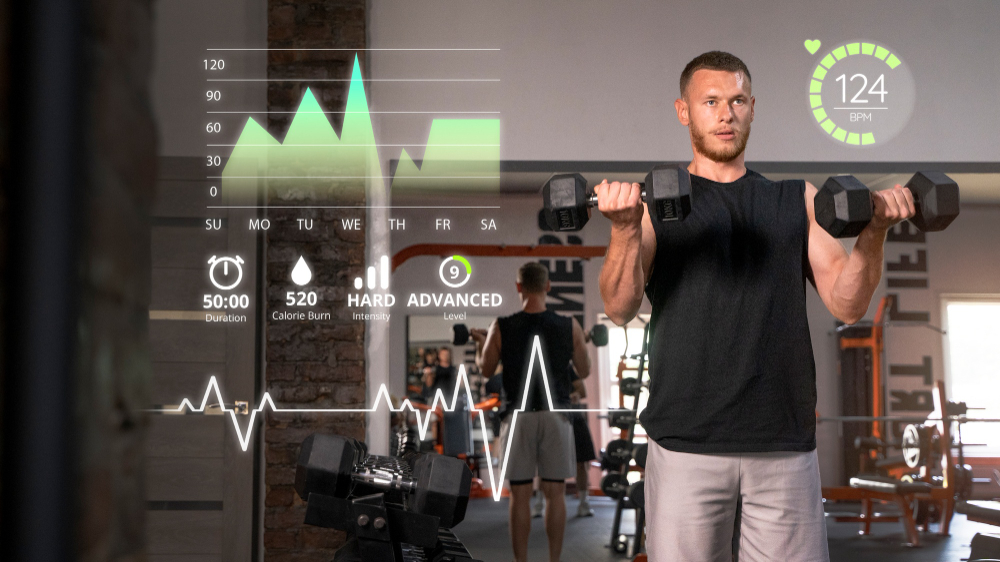 120
90
60
30
0
SU MO TU WE TH FR SA
50:00
Duration
520
Calorie Burn
HARD
Intensity
9
ADVANCED
Level
124
BPM